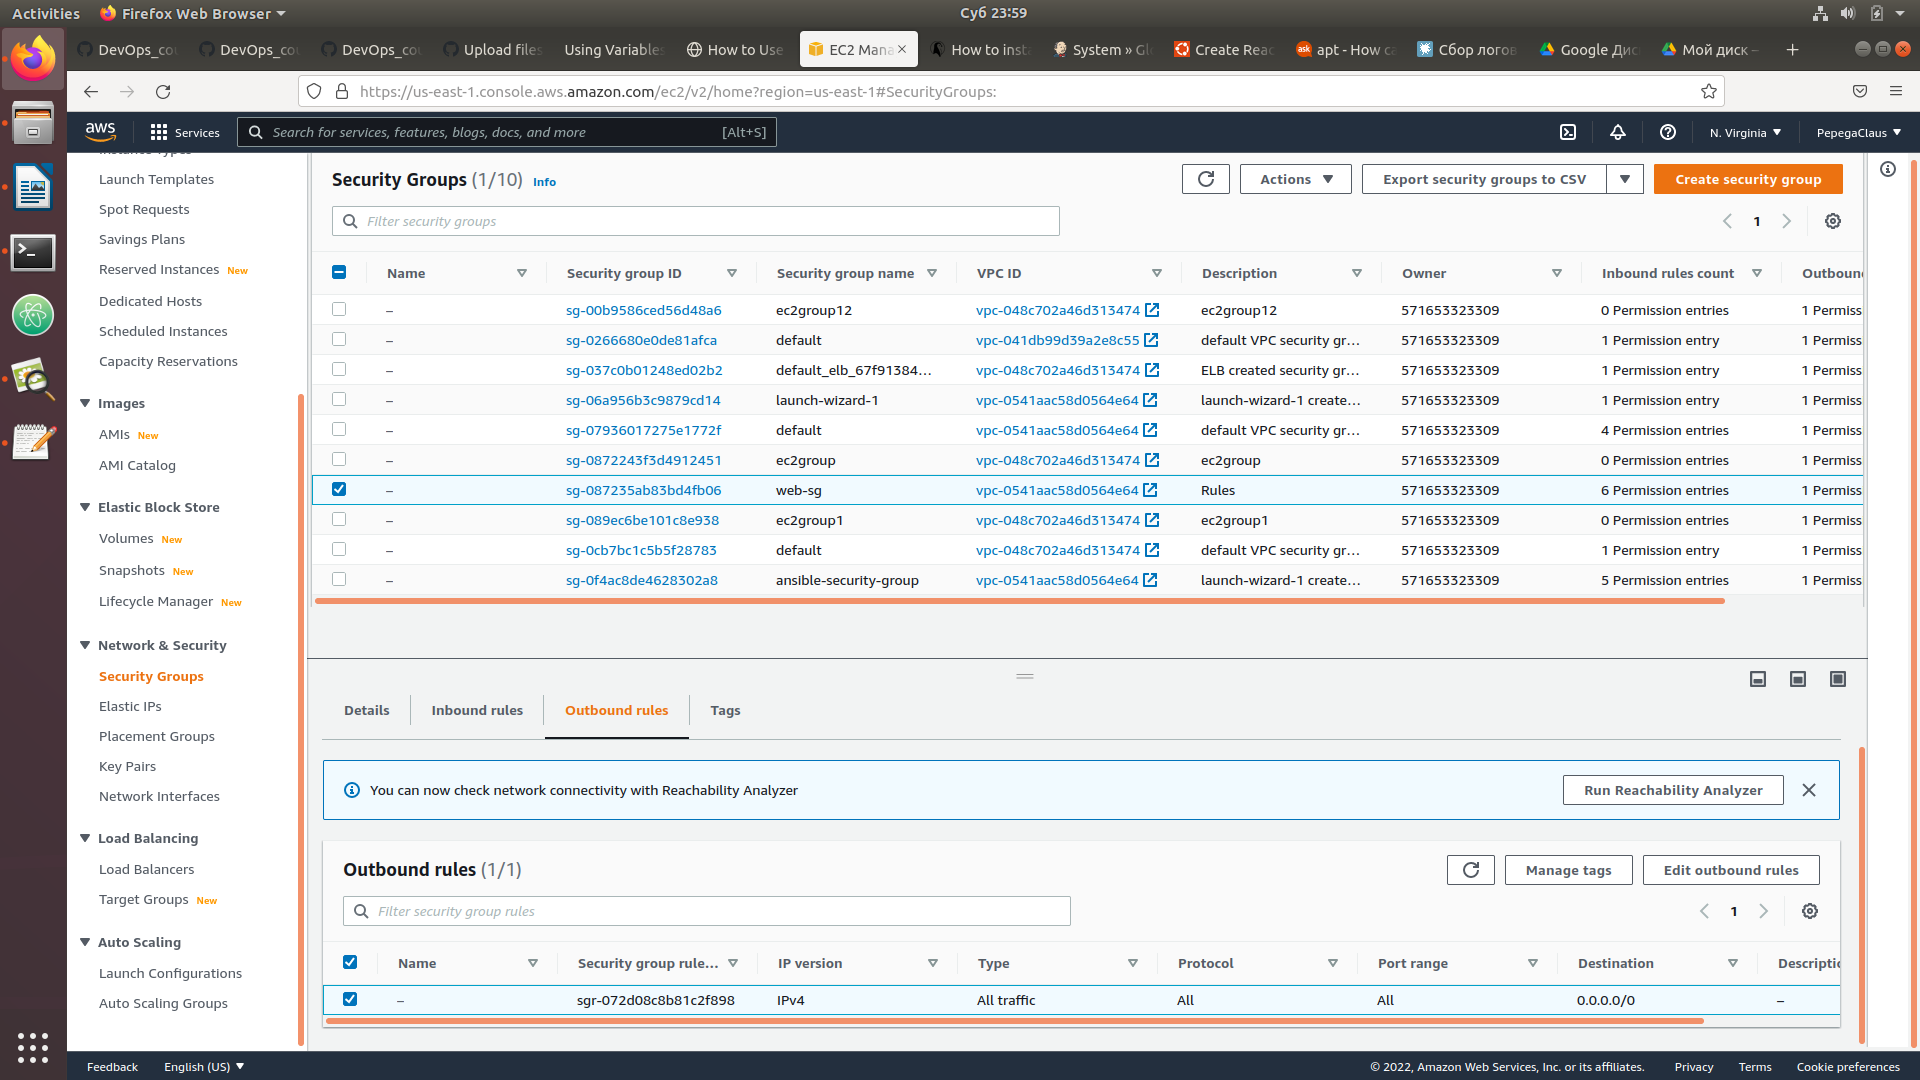 Activities
Firefox Web Browser
Суб 23:59
DevOps_cou
DevOps_cou
DevOps_cou
Upload files
Using Variables
How to Use
EC2 Mana
How to insta
System » Gl
Create Reac
apt - How ca
Сбор логов
Google Дис
Мой диск –
https://us-east-1.console.aws.amazon.com/ec2/v2/home?region=us-east-1#SecurityGroups:
aws
Services
Search for services, features, blogs, docs, and more
[Alt+S]
N. Virginia
PepegaClaus
Instance Types
Launch Templates
Spot Requests
Savings Plans
Reserved Instances New
Dedicated Hosts
Scheduled Instances
Capacity Reservations
Images
AMIs New
AMI Catalog
Elastic Block Store
Volumes New
Snapshots New
Lifecycle Manager New
Network & Security
Security Groups
Elastic IPs
Placement Groups
Key Pairs
Network Interfaces
Load Balancing
Load Balancers
Target Groups New
Auto Scaling
Launch Configurations
Auto Scaling Groups
Security Groups (1/10) Info
Actions
Export security groups to CSV
Create security group
Filter security groups
1
Name Security group ID Security group name VPC ID Description Owner Inbound rules count Outboun
– sg-00b9586ced56d48a6 ec2group12 vpc-048c702a46d313474 ec2group12 571653323309 0 Permission entries 1 Permiss
– sg-0266680e0de81afca default vpc-041db99d39a2e8c55 default VPC security gr... 571653323309 1 Permission entry 1 Permiss
– sg-037c0b01248ed02b2 default_elb_67f91384... vpc-048c702a46d313474 ELB created security gr... 571653323309 1 Permission entry 1 Permiss
– sg-06a956b3c9879cd14 launch-wizard-1 vpc-0541aac58d0564e64 launch-wizard-1 create... 571653323309 1 Permission entry 1 Permiss
– sg-07936017275e1772f default vpc-0541aac58d0564e64 default VPC security gr... 571653323309 4 Permission entries 1 Permiss
– sg-0872243f3d4912451 ec2group vpc-048c702a46d313474 ec2group 571653323309 0 Permission entries 1 Permiss
– sg-087235ab83bd4fb06 web-sg vpc-0541aac58d0564e64 Rules 571653323309 6 Permission entries 1 Permiss
– sg-089ec6be101c8e938 ec2group1 vpc-048c702a46d313474 ec2group1 571653323309 0 Permission entries 1 Permiss
– sg-0cb7bc1c5b5f28783 default vpc-048c702a46d313474 default VPC security gr... 571653323309 1 Permission entry 1 Permiss
– sg-0f4ac8de4628302a8 ansible-security-group vpc-0541aac58d0564e64 launch-wizard-1 create... 571653323309 5 Permission entries 1 Permiss
Details
Inbound rules
Outbound rules
Tags
You can now check network connectivity with Reachability Analyzer
Run Reachability Analyzer
Outbound rules (1/1)
Manage tags
Edit outbound rules
Filter security group rules
1
Name Security group rule... IP version Type Protocol Port range Destination Descriptio
– sgr-072d08c8b81c2f898 IPv4 All traffic All All 0.0.0.0/0 –
Feedback
English (US)
© 2022, Amazon Web Services, Inc. or its affiliates.
Privacy
Terms
Cookie preferences